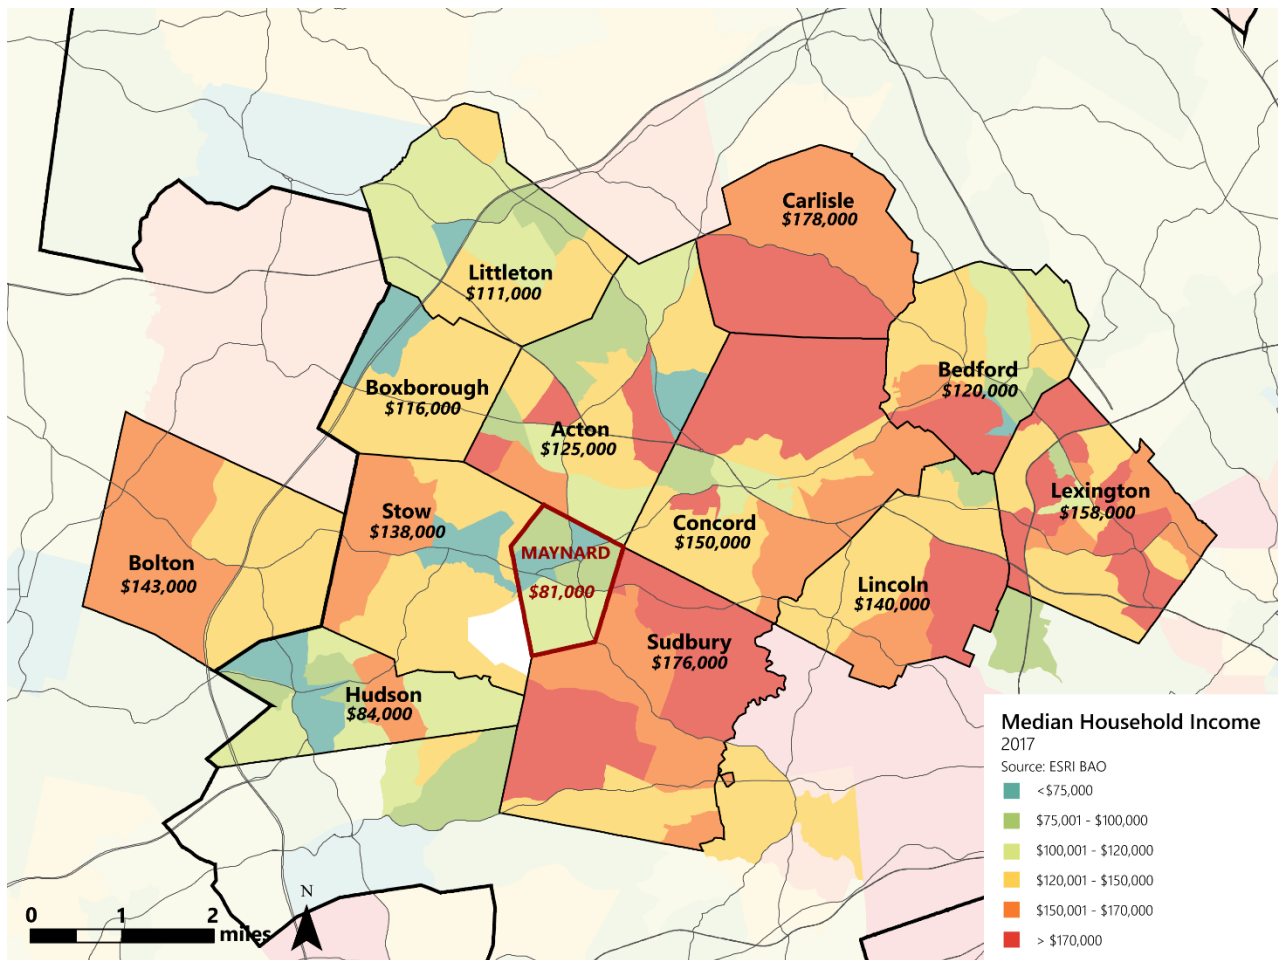 Carlisle
$178,000
Littleton
$111,000
Bedford
$120,000
Boxborough
$116,000
Acton
$125,000
Lexington
$158,000
Stow
$138,000
Concord
$150,000
MAYNARD
$81,000
Bolton
$143,000
Lincoln
$140,000
Sudbury
$176,000
Hudson
$84,000
Median Household Income
2017
Source: ESRI BAO
<$75,000
$75,001 - $100,000
$100,001 - $120,000
$120,001 - $150,000
$150,001 - $170,000
> $170,000
N
0 1 2
miles